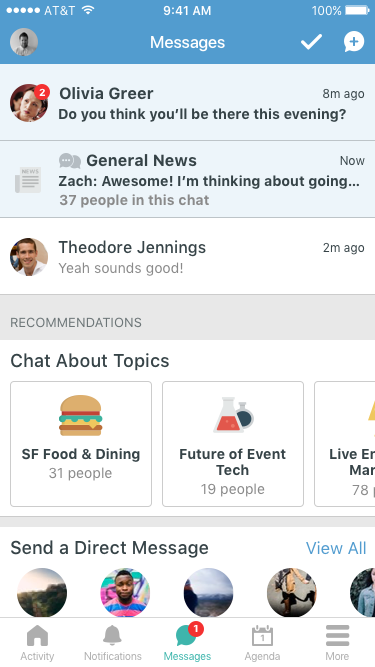 AT&T 9:41 AM 100%
Messages
2
Olivia Greer 8m ago
Do you think you'll be there this evening?
NEWS
General News Now
Zach: Awesome! I'm thinking about going...
37 people in this chat
Theodore Jennings 2m ago
Yeah sounds good!
RECOMMENDATIONS
Chat About Topics
SF Food & Dining
31 people
Future of Event
Tech
19 people
Live
Mar
78
Send a Direct Message View All
1
1
Activity Notifications Messages Agenda More